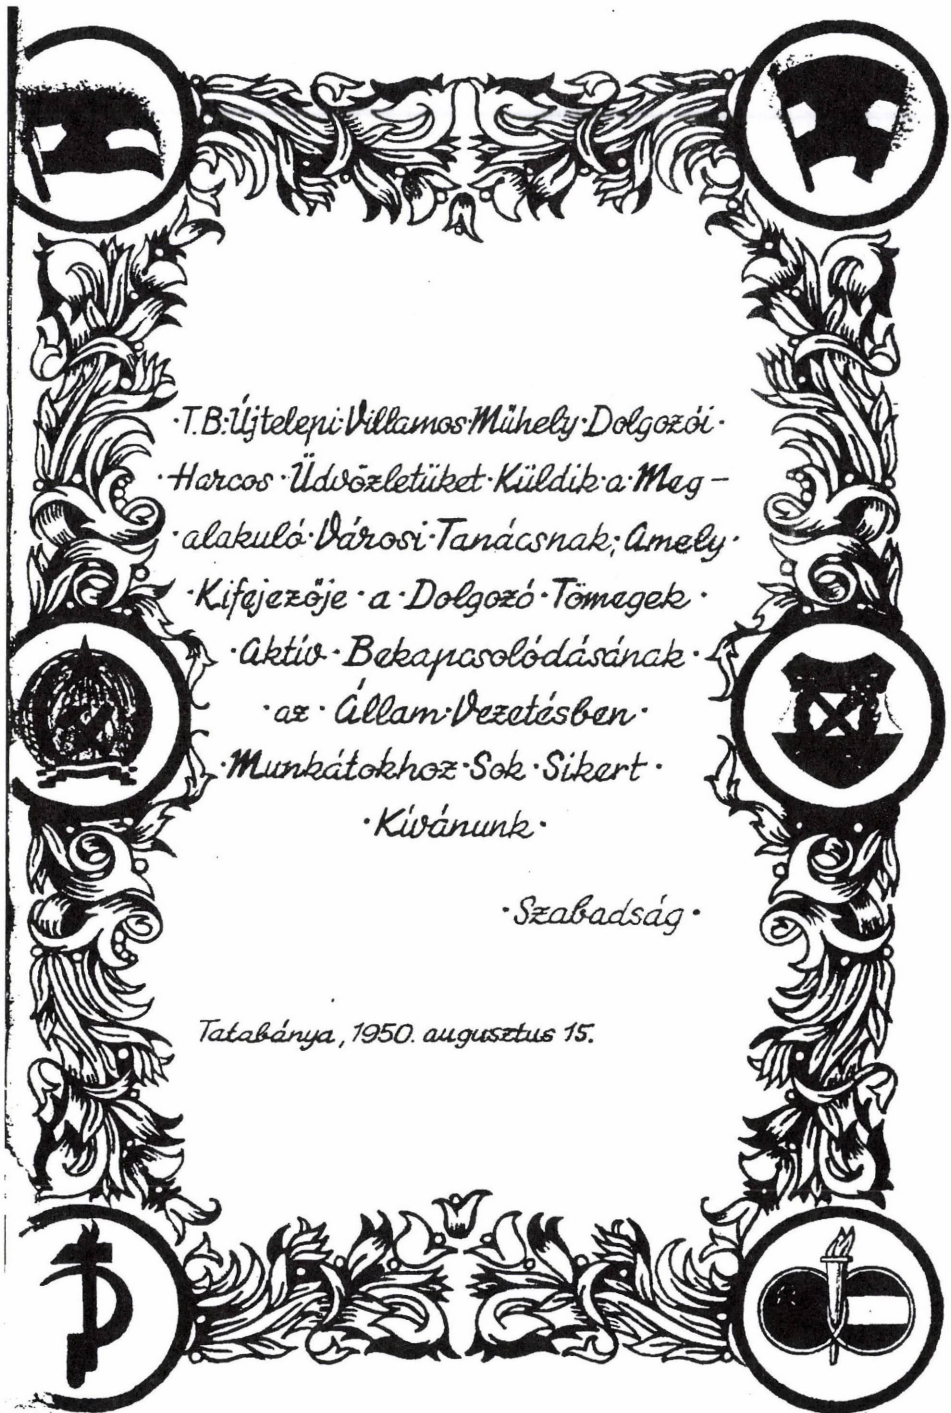 ·T.B.·Újtelepi·Villamos·Műhely·Dolgozói·
·Harcos·Üdvözletüket·Küldik·a·Meg-
·alakuló·Városi·Tanácsnak; Amely·
·Kifejezője·a·Dolgozó·Tömegek·
·Aktív·Bekapcsolódásának·
·az·Állam·Vezetésben·
·Munkátokhoz·Sok·Sikert·
·Kívánunk·
·Szabadság·
Tatabánya, 1950. augusztus 15.